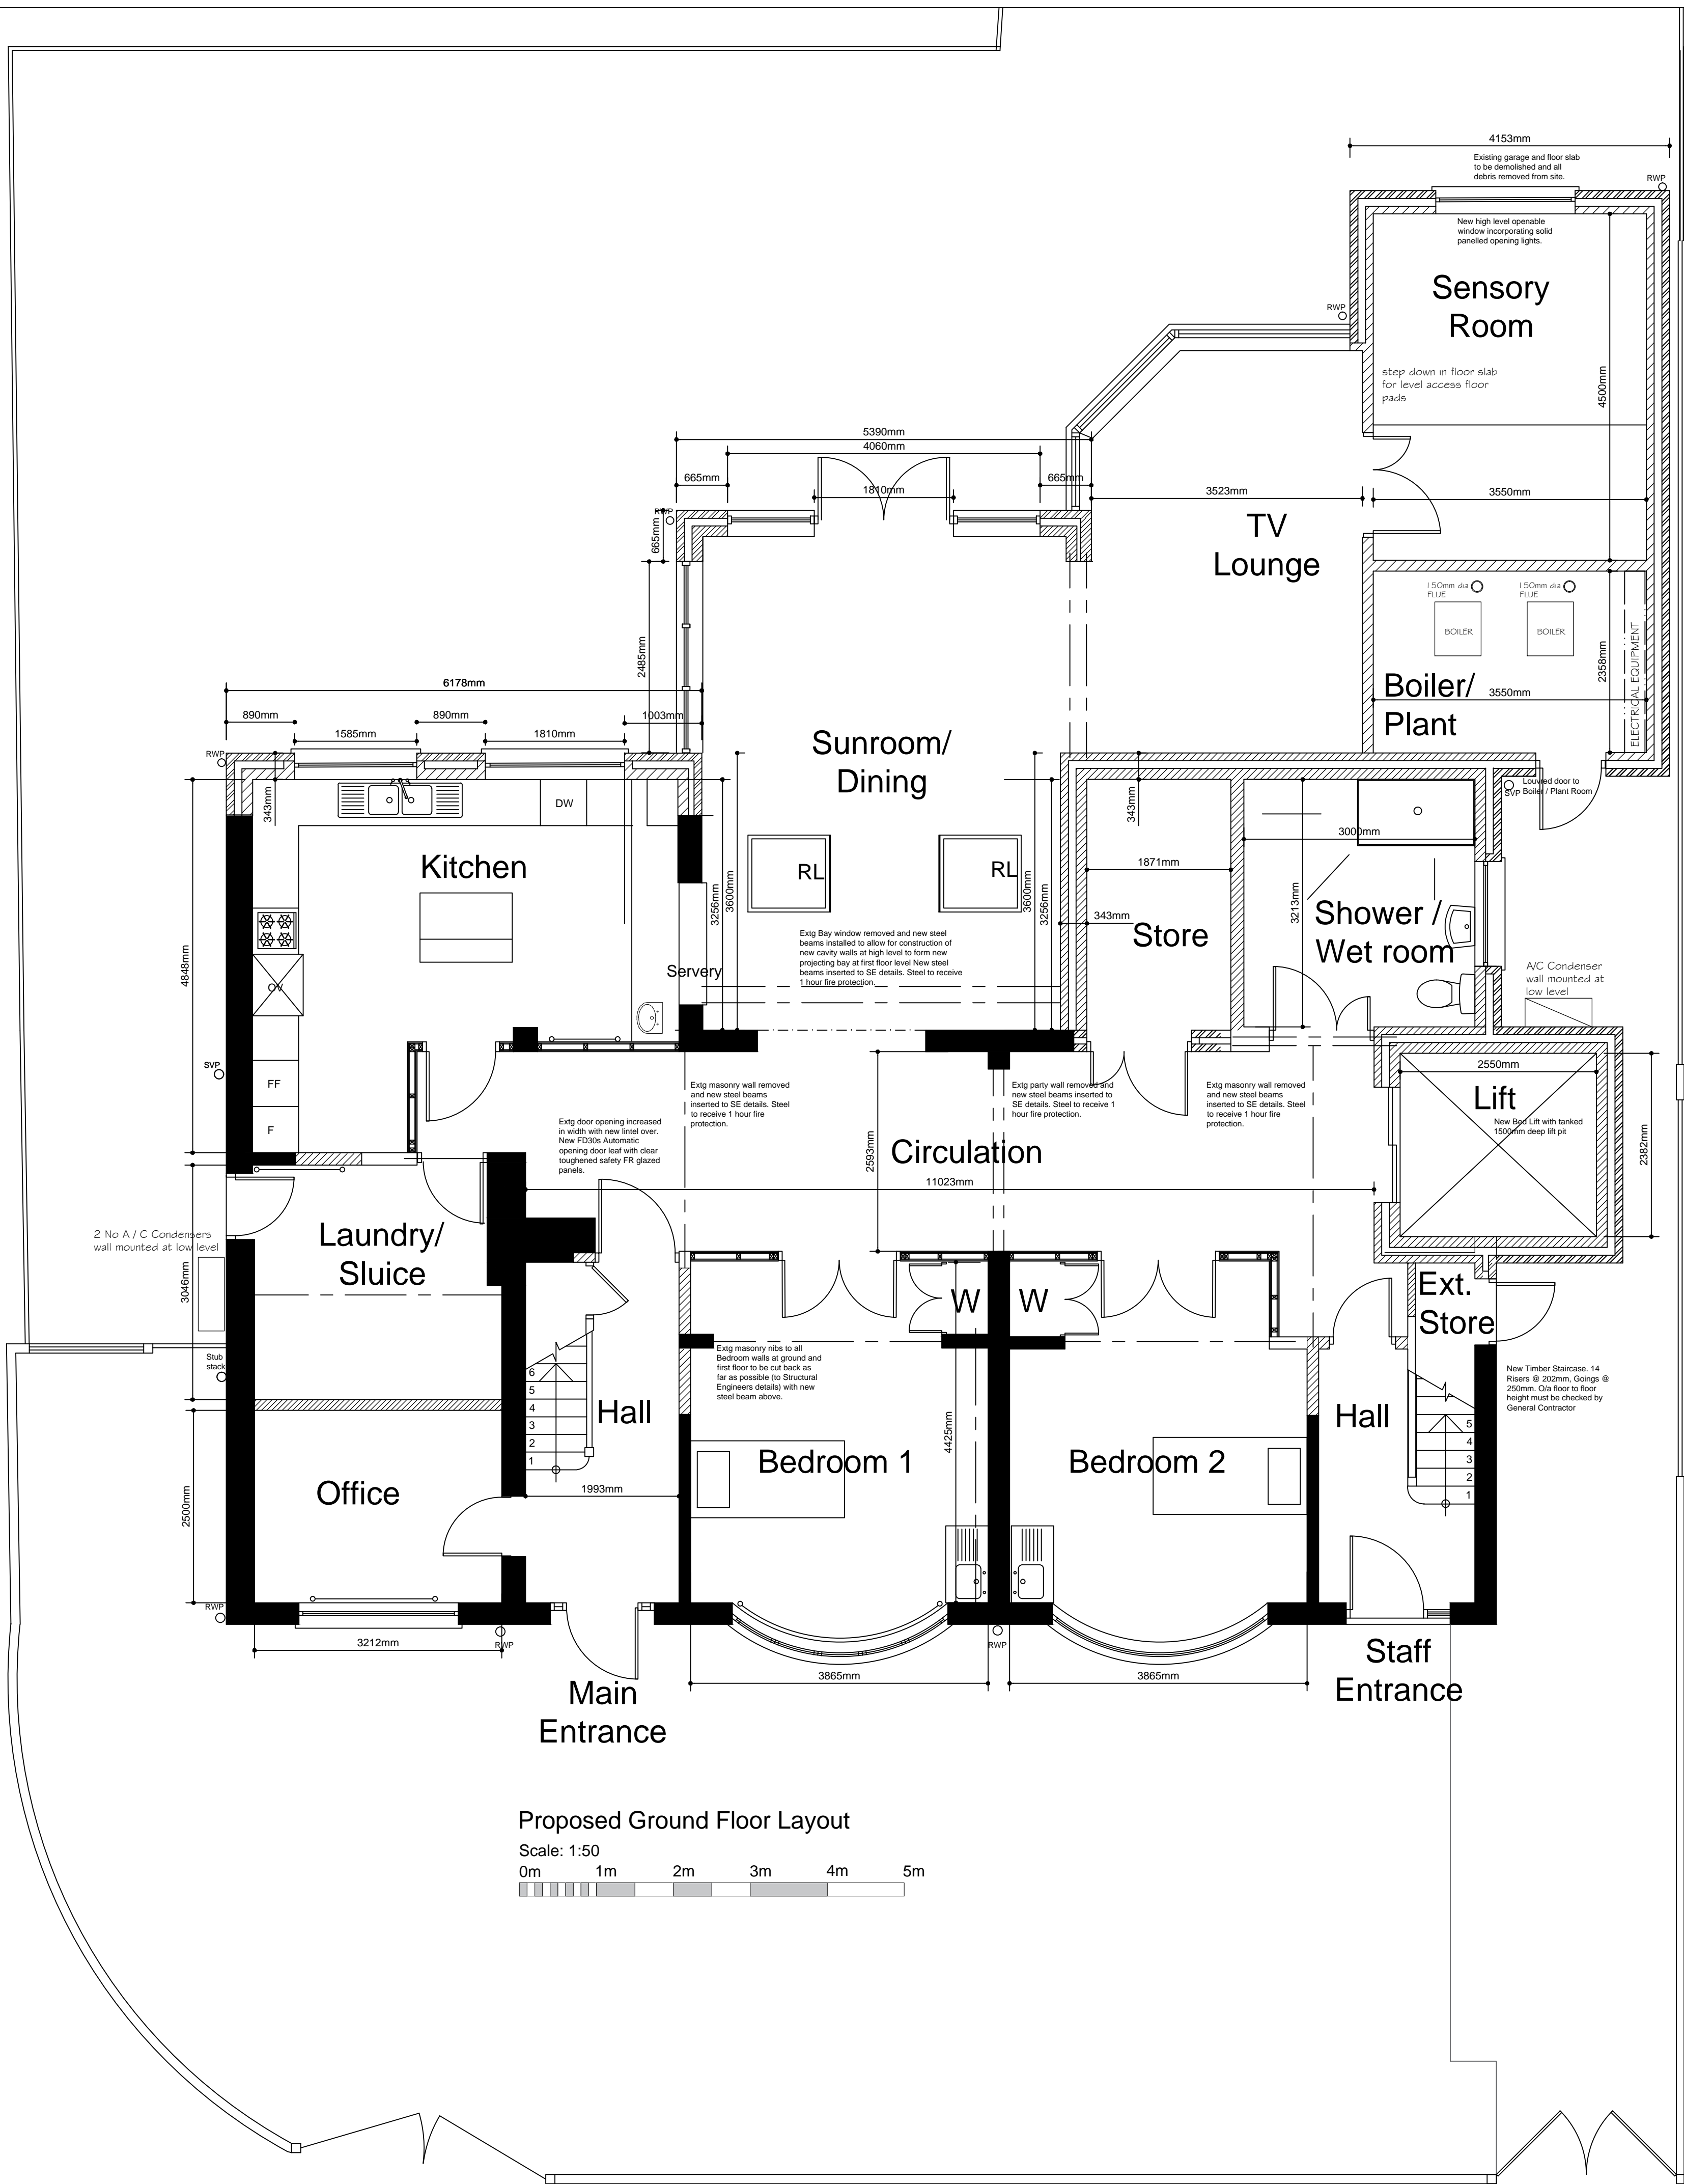 4153mm
Existing garage and floor slab
to be demolished and all
debris removed from site.
RWP
New high level openable
window incorporating solid
panelled opening lights.
Sensory
Room
RWP
step down in floor slab
for level access floor
pads
4500mm
5390mm
4060mm
665mm
1810mm
665mm
3523mm
3550mm
RWP
665mm
TV
Lounge
150mm dia
FLUE
150mm dia
FLUE
BOILER
BOILER
ELECTRICAL EQUIPMENT
2358mm
2485mm
Boiler/
Plant
3550mm
6178mm
890mm
890mm
1003mm
1585mm
1810mm
RWP
Sunroom/
Dining
Louvred door to
Boiler / Plant Room
SVP
343mm
DW
343mm
3000mm
Kitchen
RL
RL
1871mm
3256mm
3600mm
3600mm
3256mm
3213mm
343mm
Shower /
Wet room
Store
Extg Bay window removed and new steel
beams installed to allow for construction of
new cavity walls at high level to form new
projecting bay at first floor level New steel
beams inserted to SE details. Steel to receive
1 hour fire protection.
4848mm
Servery
OV
A/C Condenser
wall mounted at
low level
SVP
FF
F
2550mm
Lift
New Bed Lift with tanked
1500mm deep lift pit
2382mm
Extg masonry wall removed
and new steel beams
inserted to SE details. Steel
to receive 1 hour fire
protection.
Extg party wall removed and
new steel beams inserted to
SE details. Steel to receive 1
hour fire protection.
Extg masonry wall removed
and new steel beams
inserted to SE details. Steel
to receive 1 hour fire
protection.
Extg door opening increased
in width with new lintel over.
New FD30s Automatic
opening door leaf with clear
toughened safety FR glazed
panels.
2593mm
Circulation
11023mm
2 No A / C Condensers
wall mounted at low level
Laundry/
Sluice
3046mm
W
W
Ext.
Store
Stub
stack
Extg masonry nibs to all
Bedroom walls at ground and
first floor to be cut back as
far as possible (to Structural
Engineers details) with new
steel beam above.
New Timber Staircase. 14
Risers @ 202mm, Goings @
250mm. O/a floor to floor
height must be checked by
General Contractor
6
5
4
3
2
1
Hall
4425mm
Hall
5
4
3
2
1
Bedroom 1
Bedroom 2
Office
2500mm
1993mm
RWP
3212mm
RWP
RWP
3865mm
3865mm
Main
Entrance
Staff
Entrance
Proposed Ground Floor Layout
Scale: 1:50
0m 1m 2m 3m 4m 5m